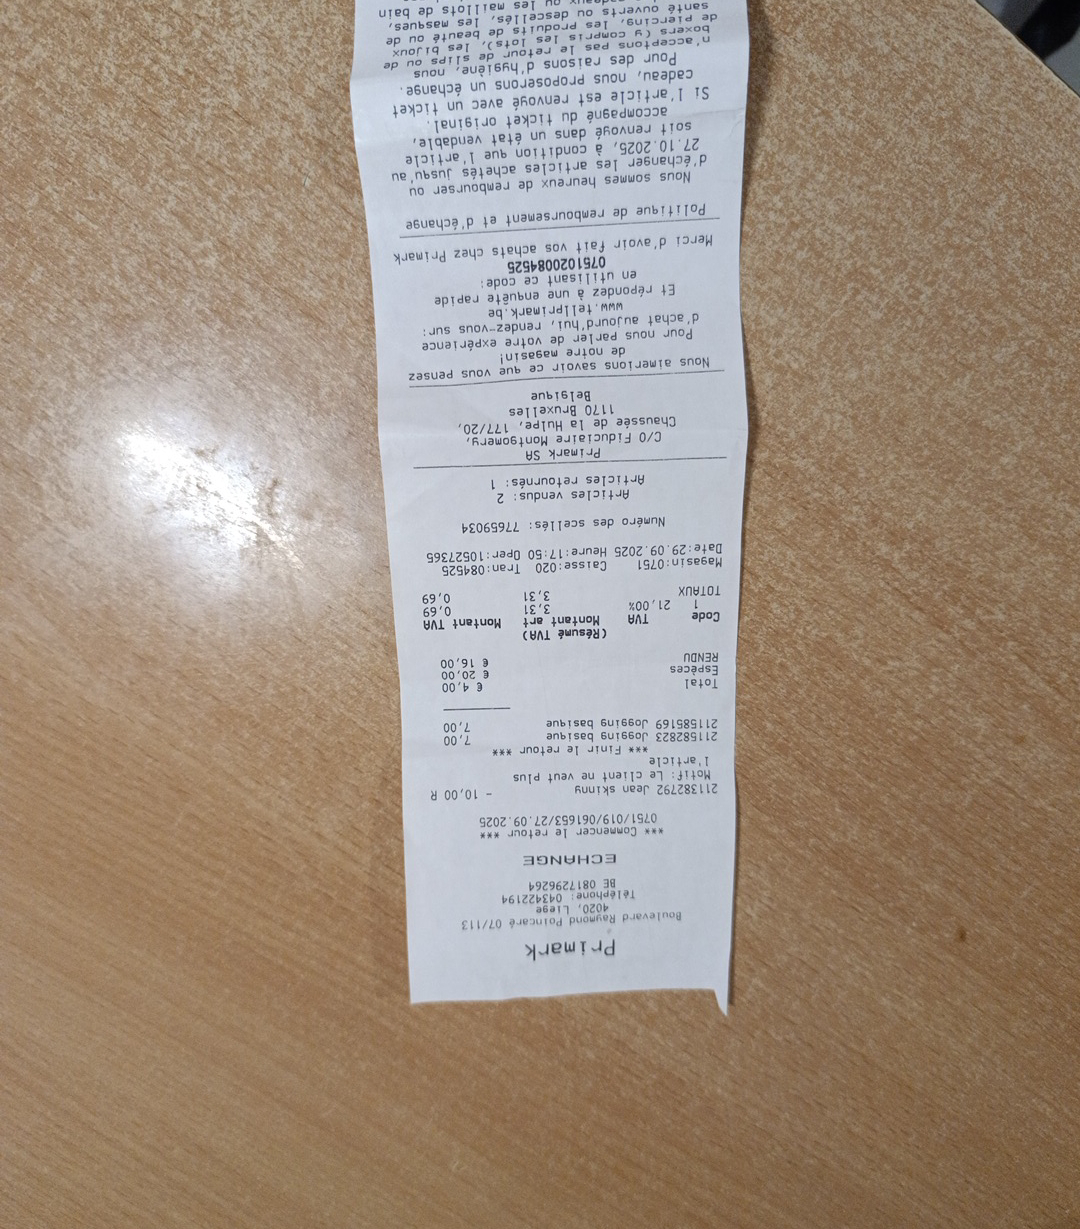 Primark
Boulevard Raymond Poincaré 07/113
4020, Liege
Téléphone: 043422194
BE 0817296264
ECHANGE
*** Commencer le retour ***
0751/019/061653/27.09.2025
211382792 Jean skinny - 10,00 R
Motif: Le client ne veut plus
l'article
*** Finir le retour ***
211582823 Jogging basique 7,00
211585169 Jogging basique 7,00
Total € 4,00
Espèces € 20,00
RENDU € 16,00
(Résumé TVA)
Code TVA Montant art Montant TVA
1 21,00% 3,31 0,69
TOTAUX 3,31 0,69
Magasin:0751 Caisse:020 Tran:084525
Date:29.09.2025 Heure:17:50 Oper:10527365
Numéro des scellés: 77659034
Articles vendus: 2
Articles retournés: 1
Primark SA
C/O Fiduciaire Montgomery,
Chaussée de la Hulpe, 177/20,
1170 Bruxelles
Belgique
Nous aimerions savoir ce que vous pensez
de notre magasin!
Pour nous parler de votre expérience
d'achat aujourd'hui, rendez-vous sur:
www.tellprimark.be
Et répondez à une enquête rapide
en utilisant ce code:
0751020084525
Merci d'avoir fait vos achats chez Primark
Politique de remboursement et d'échange
Nous sommes heureux de rembourser ou
d'échanger les articles achetés jusqu'au
27.10.2025, à condition que l'article
soit renvoyé dans un état vendable,
accompagné du ticket original.
Si l'article est renvoyé avec un ticket
cadeau, nous proposerons un échange.
Pour des raisons d'hygiène, nous
n'acceptons pas le retour de slips ou de
boxers (y compris les lots), les bijoux
de piercing, les produits de beauté ou de
santé ouverts ou descellés, les masques,
ou les maillots de bain